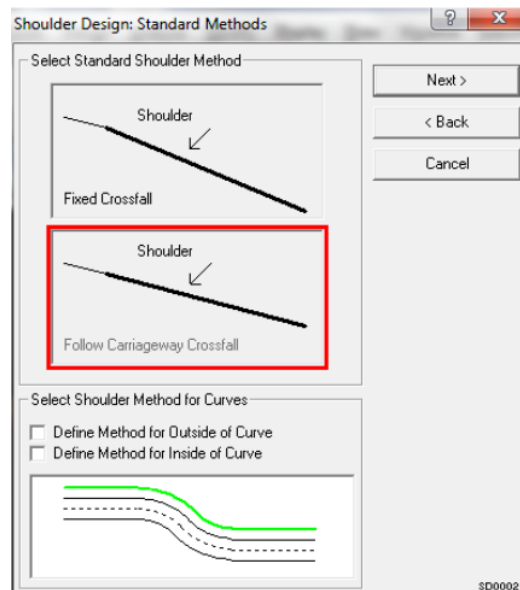 Shoulder Design: Standard Methods
?
X
Select Standard Shoulder Method
Shoulder
Fixed Crossfall
Shoulder
Follow Carriageway Crossfall
Next >
< Back
Cancel
Select Shoulder Method for Curves
Define Method for Outside of Curve
Define Method for Inside of Curve
SD0002